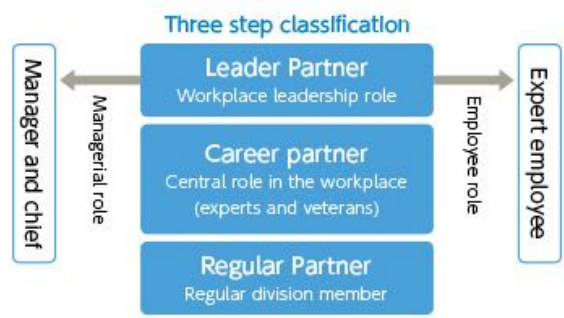 Three step classification
Manager and chief
Managerial role
Leader Partner
Workplace leadership role
Career partner
Central role in the workplace
(experts and veterans)
Regular Partner
Regular division member
Employee role
Expert employee